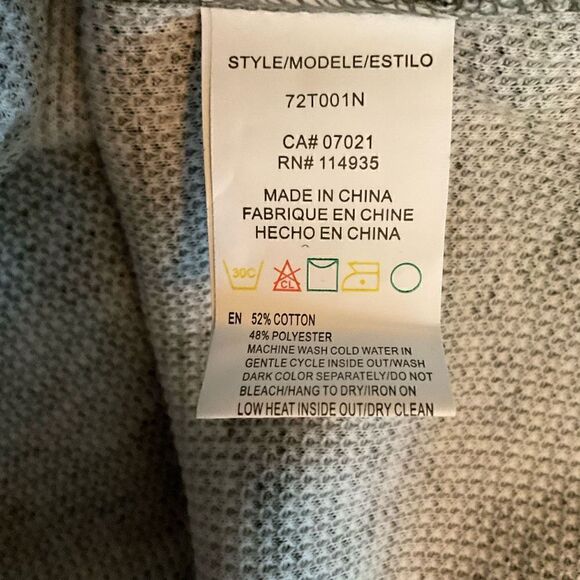 STYLE/MODELE/ESTILO
72T001N
CA# 07021
RN# 114935
MADE IN CHINA
FABRIQUE EN CHINE
HECHO EN CHINA
30C CL
EN 52% COTTON
48% POLYESTER
MACHINE WASH COLD WATER IN
GENTLE CYCLE INSIDE OUT/WASH
DARK COLOR SEPARATELY/DO NOT
BLEACH/HANG TO DRY/IRON ON
LOW HEAT INSIDE OUT/DRY CLEAN